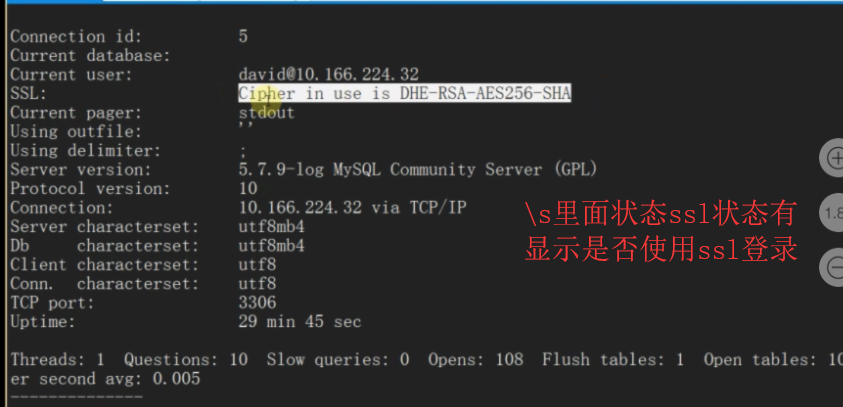 Connection id:          5
Current database:
Current user:           david@10.166.224.32
SSL:                    Cipher in use is DHE-RSA-AES256-SHA
Current pager:          stdout
Using outfile:          ''
Using delimiter:        ;
Server version:         5.7.9-log MySQL Community Server (GPL)
Protocol version:       10
Connection:             10.166.224.32 via TCP/IP
Server characterset:    utf8mb4
Db     characterset:    utf8mb4
Client characterset:    utf8
Conn.  characterset:    utf8
TCP port:               3306
Uptime:                 29 min 45 sec
\s里面状态ssl状态有
显示是否使用ssl登录
1.8
Threads: 1  Questions: 10  Slow queries: 0  Opens: 108  Flush tables: 1  Open tables: 10
er second avg: 0.005
--------------